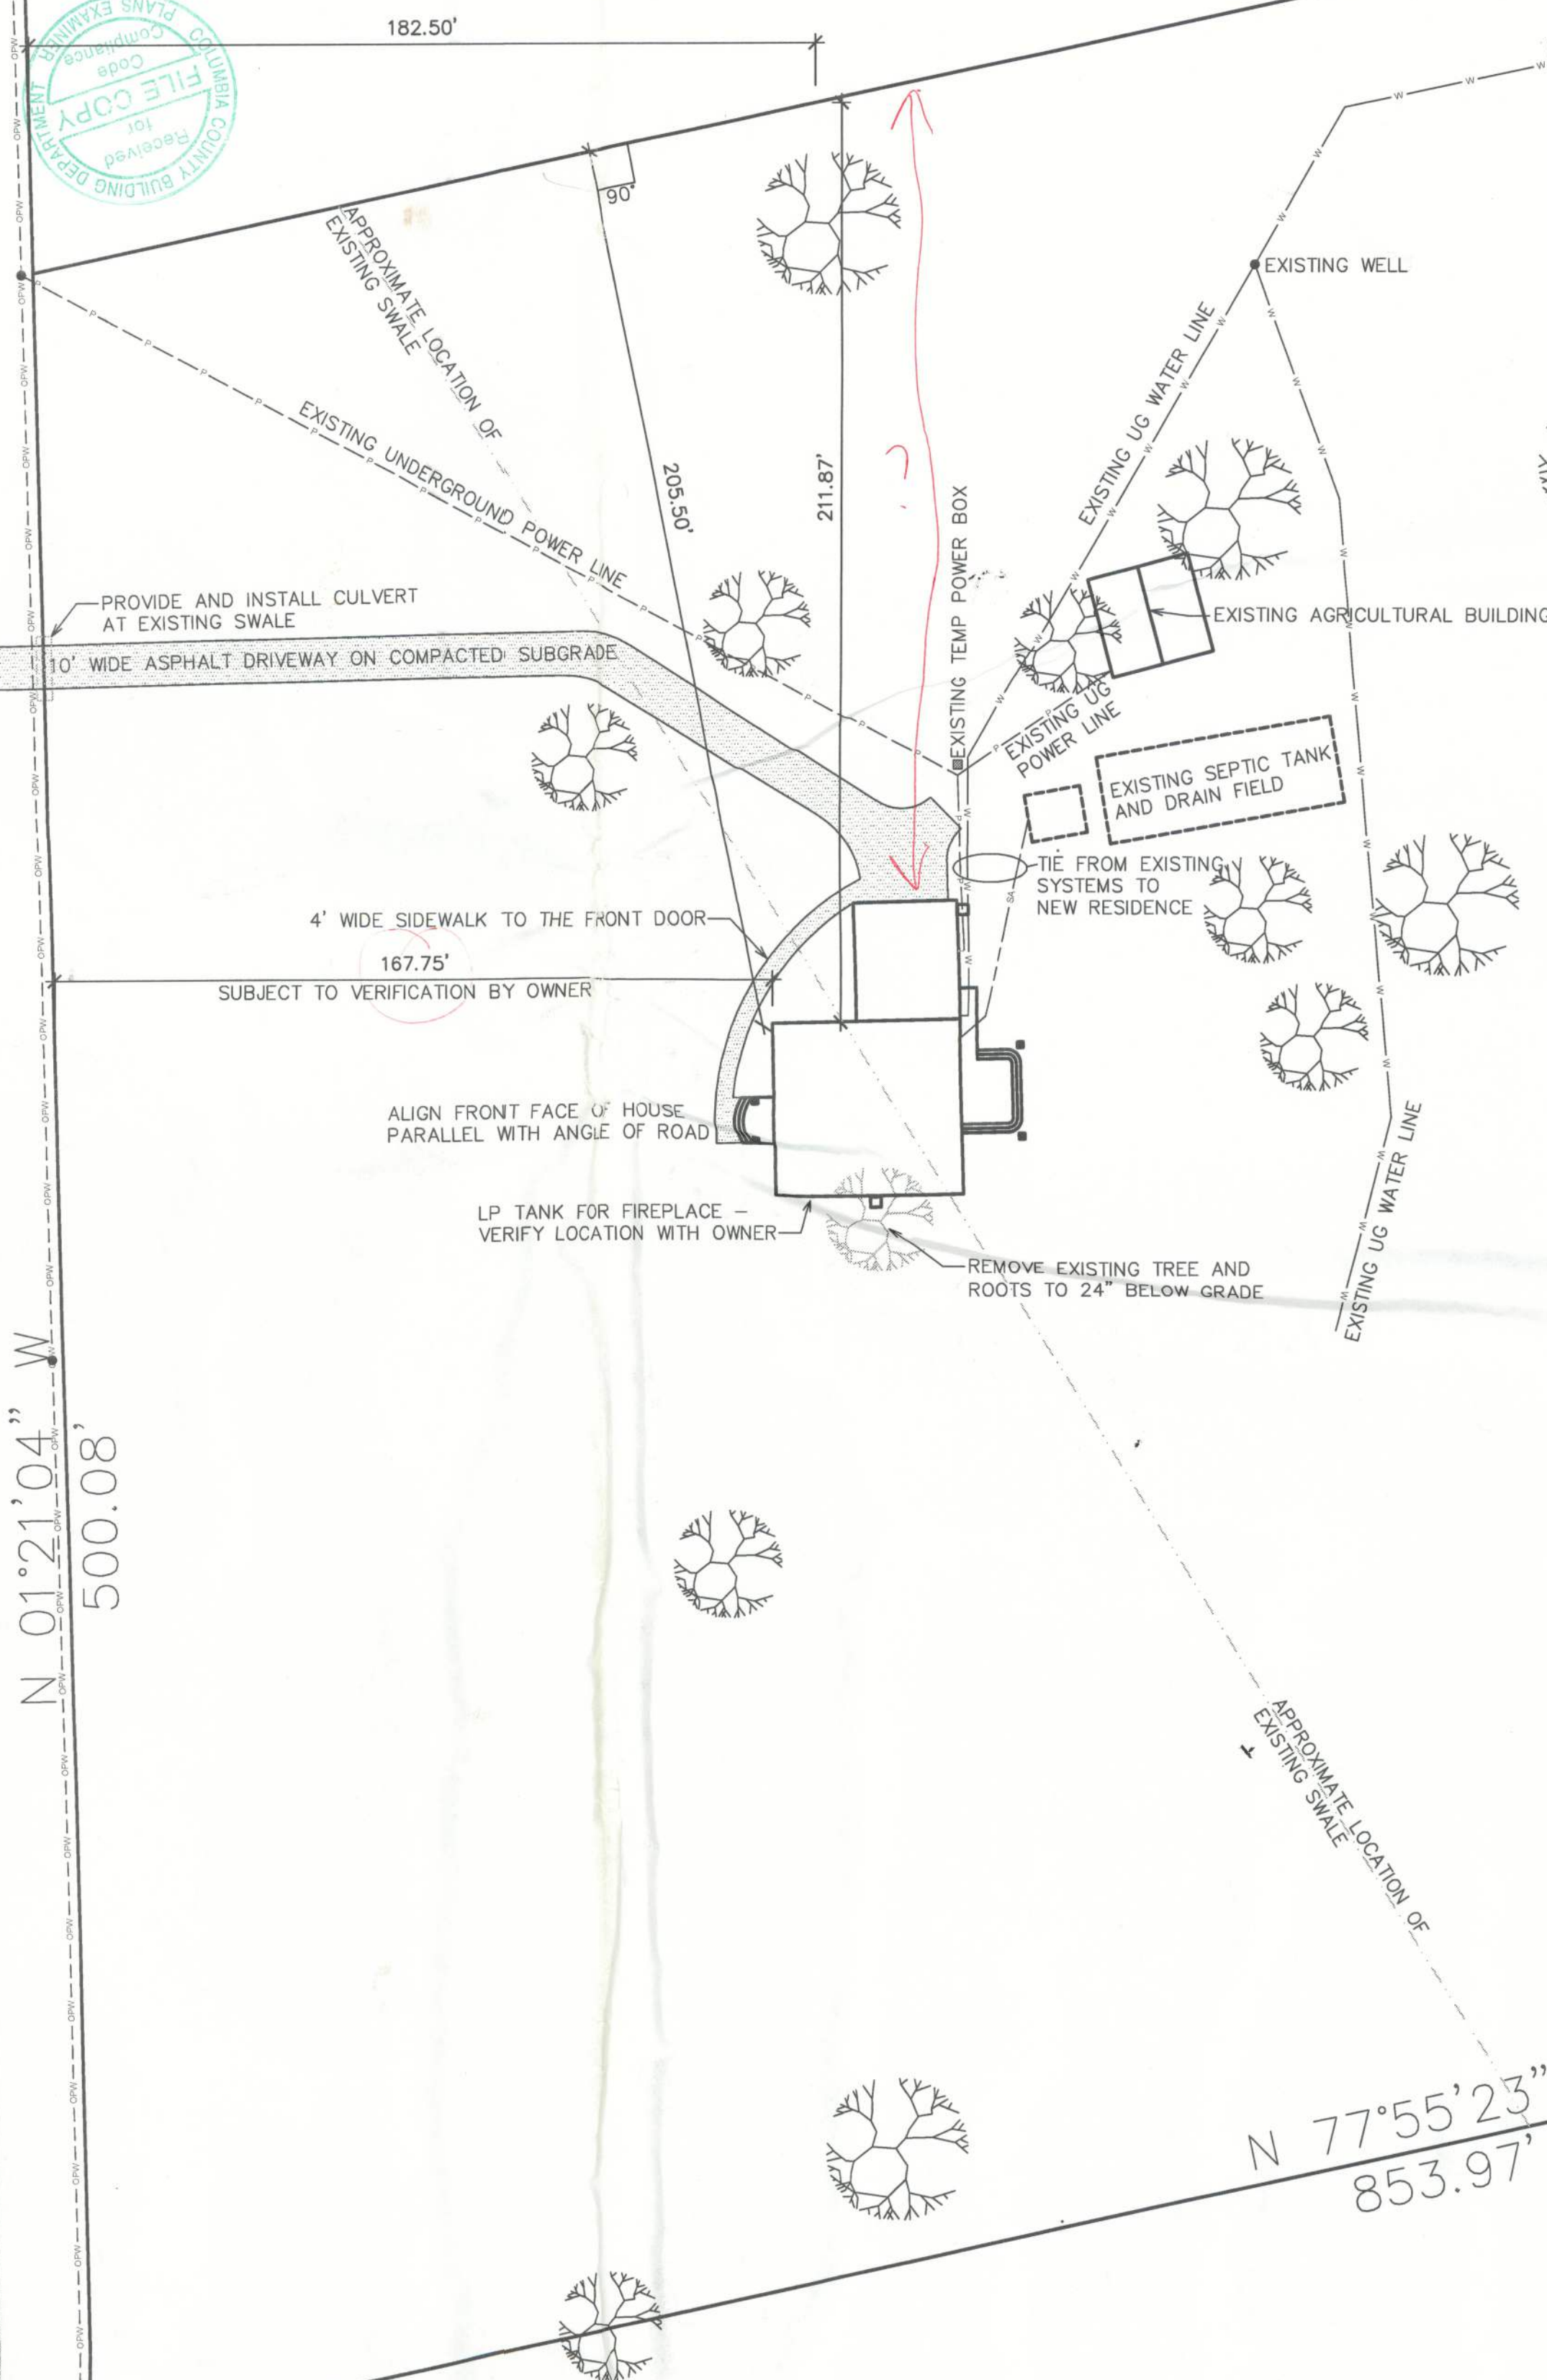 182.50'
COLUMBIA COUNTY BUILDING DEPARTMENT
PLANS EXAMINER
Received
for
FILE COPY
Code
Compliance
90°
APPROXIMATE LOCATION OF
EXISTING SWALE
EXISTING WELL
EXISTING UG WATER LINE
EXISTING UNDERGROUND POWER LINE
205.50'
211.87'
?
EXISTING TEMP POWER BOX
PROVIDE AND INSTALL CULVERT
AT EXISTING SWALE
EXISTING AGRICULTURAL BUILDING
10' WIDE ASPHALT DRIVEWAY ON COMPACTED SUBGRADE
EXISTING UG
POWER LINE
EXISTING SEPTIC TANK
AND DRAIN FIELD
TIE FROM EXISTING
SYSTEMS TO
NEW RESIDENCE
SA
4' WIDE SIDEWALK TO THE FRONT DOOR
167.75'
SUBJECT TO VERIFICATION BY OWNER
ALIGN FRONT FACE OF HOUSE
PARALLEL WITH ANGLE OF ROAD
LP TANK FOR FIREPLACE –
VERIFY LOCATION WITH OWNER
REMOVE EXISTING TREE AND
ROOTS TO 24" BELOW GRADE
EXISTING UG WATER LINE
N 01°21'04" W
500.08'
APPROXIMATE LOCATION OF
EXISTING SWALE
N 77°55'23"
853.97'
OPW
P
W